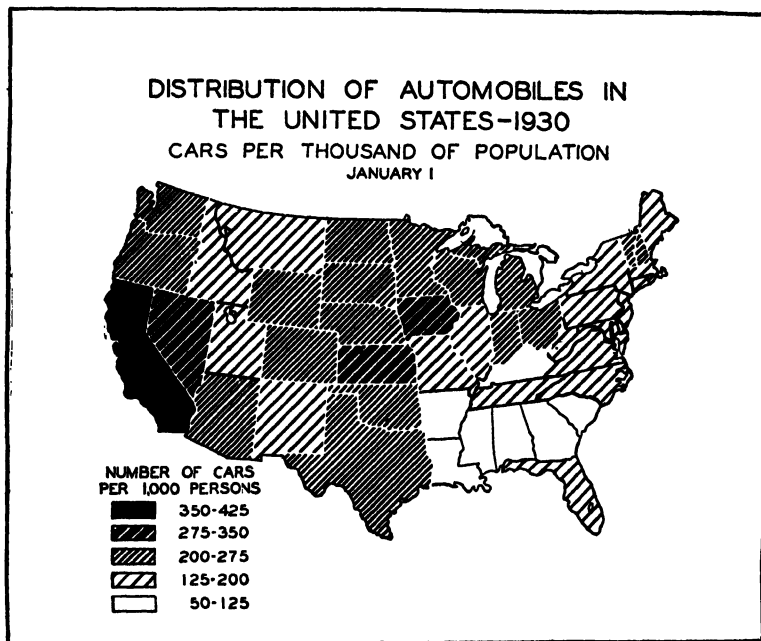 DISTRIBUTION OF AUTOMOBILES IN
THE UNITED STATES-1930
CARS PER THOUSAND OF POPULATION
JANUARY 1
NUMBER OF CARS
PER 1,000 PERSONS
350-425
275-350
200-275
125-200
50-125